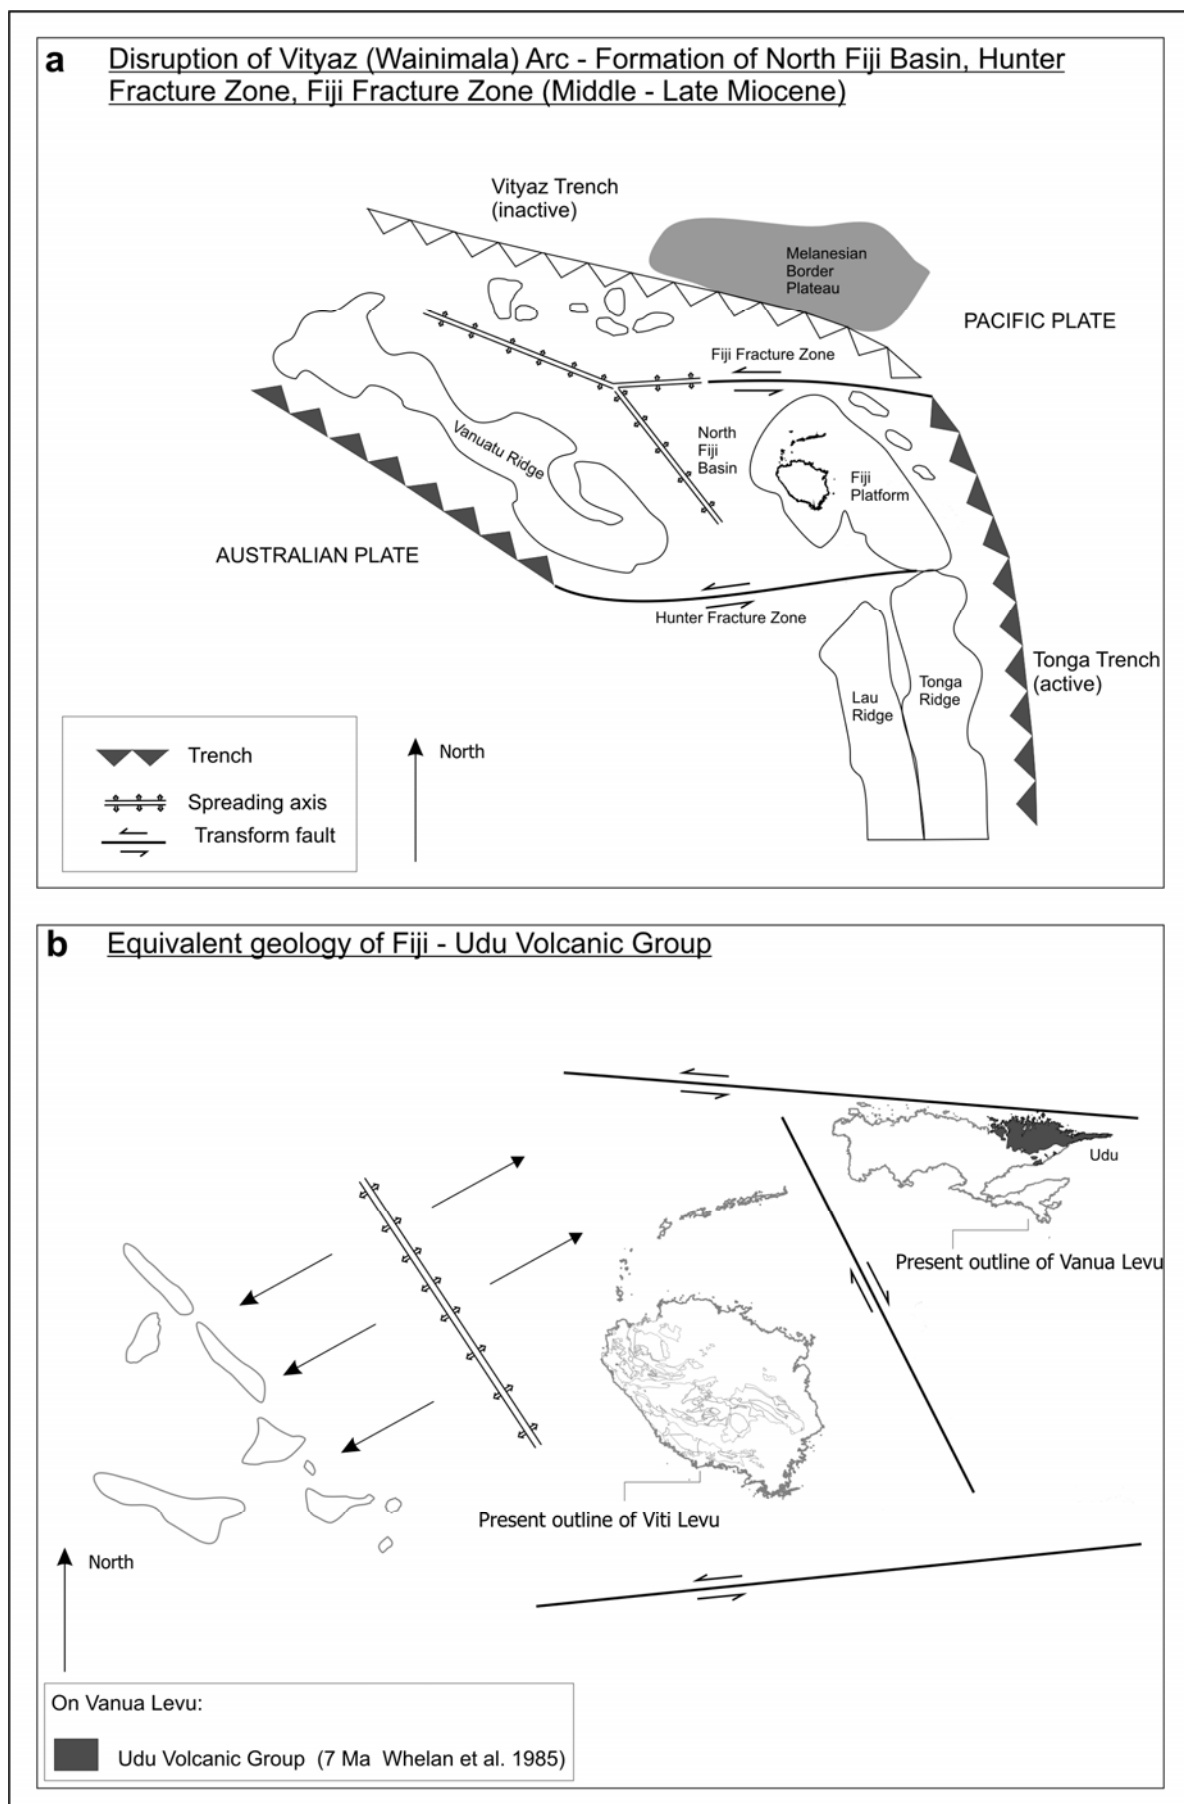 a Disruption of Vityaz (Wainimala) Arc - Formation of North Fiji Basin, Hunter
Fracture Zone, Fiji Fracture Zone (Middle - Late Miocene)
Vityaz Trench
(inactive)
Melanesian
Border
Plateau
PACIFIC PLATE
Fiji Fracture Zone
North
Fiji
Basin
Vanuatu Ridge
Fiji
Platform
AUSTRALIAN PLATE
Hunter Fracture Zone
Tonga Trench
(active)
Tonga
Ridge
Lau
Ridge
Trench
Spreading axis
Transform fault
North
b Equivalent geology of Fiji - Udu Volcanic Group
Udu
Present outline of Vanua Levu
Present outline of Viti Levu
North
On Vanua Levu:
Udu Volcanic Group (7 Ma Whelan et al. 1985)